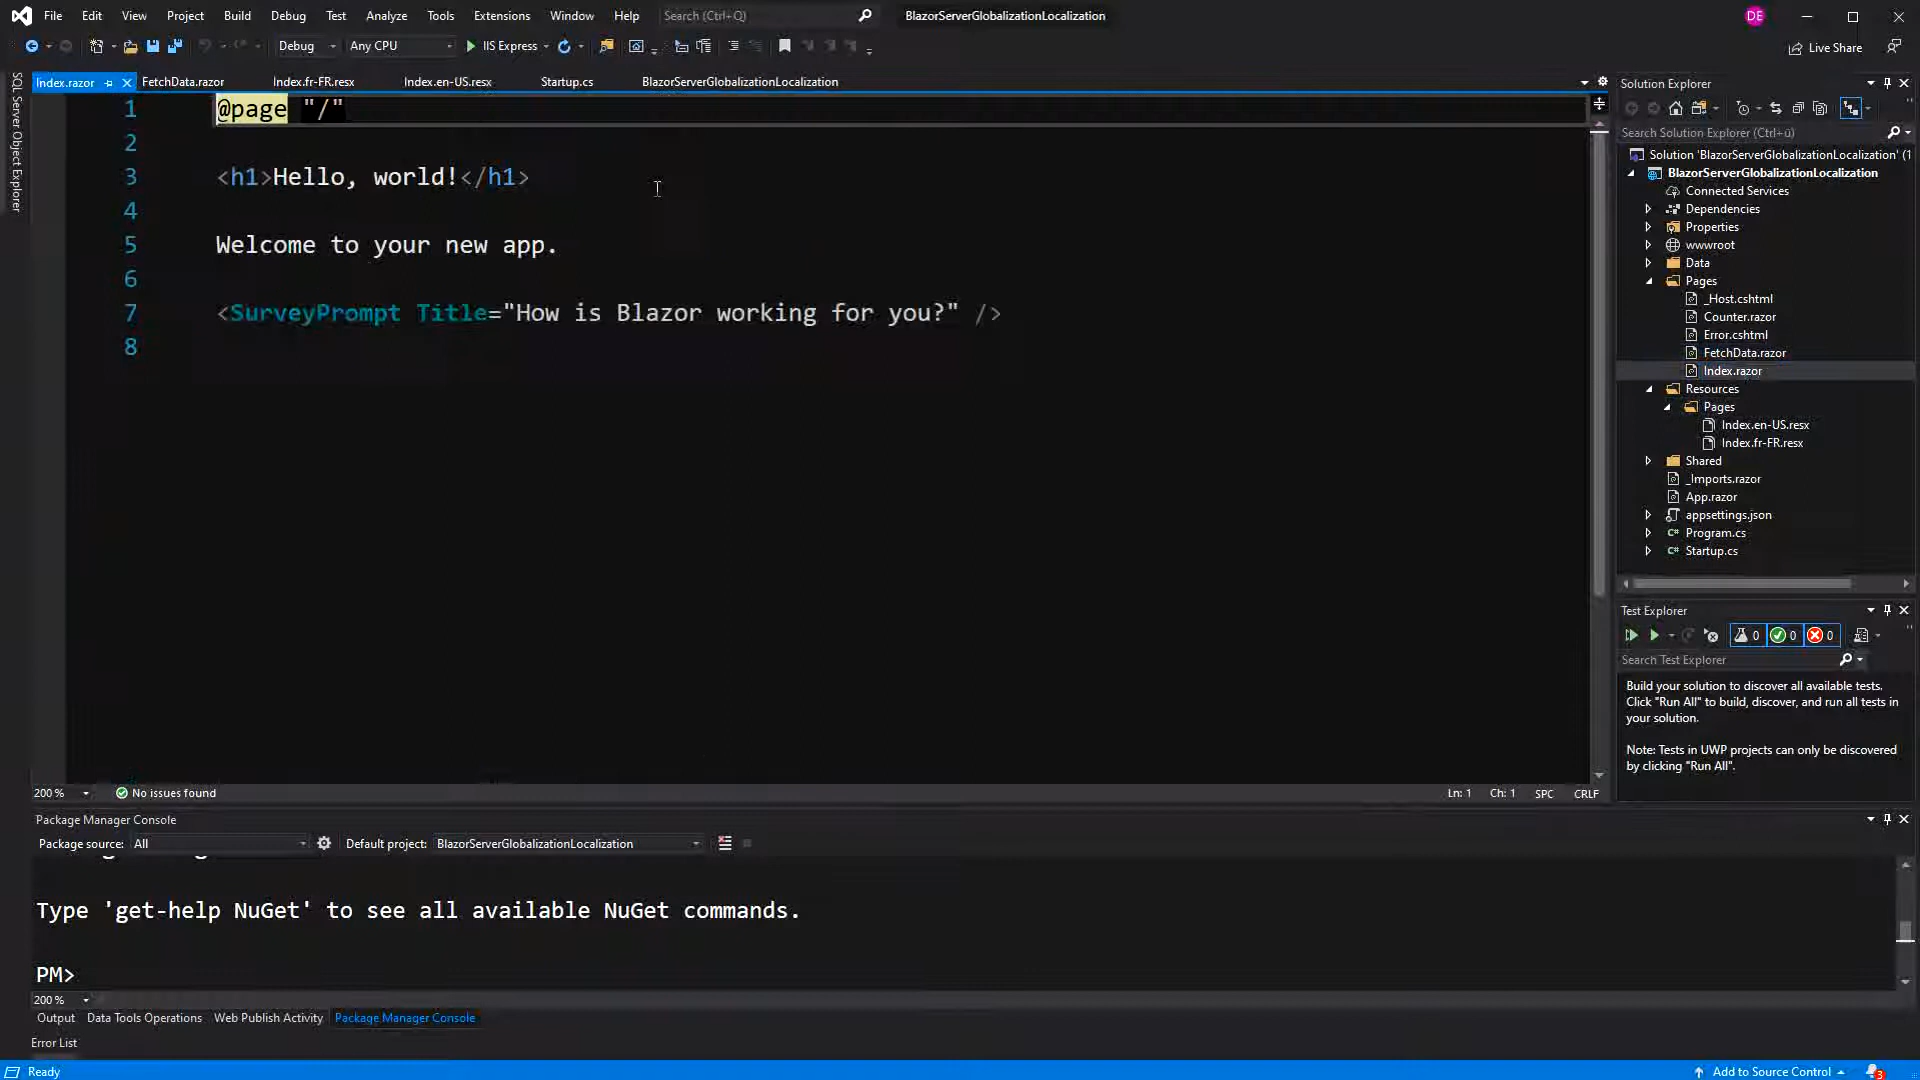 File Edit View Project Build Debug Test Analyze Tools Extensions Window Help Search (Ctrl+Q) BlazorServerGlobalizationLocalization DE
Debug Any CPU IIS Express Live Share
SQL Server Object Explorer
Index.razor FetchData.razor Index.fr-FR.resx Index.en-US.resx Startup.cs BlazorServerGlobalizationLocalization
1 @page "/"
2
3 <h1>Hello, world!</h1>
4
5 Welcome to your new app.
6
7 <SurveyPrompt Title="How is Blazor working for you?" />
8
200 % No issues found Ln: 1 Ch: 1 SPC CRLF
Solution Explorer
Search Solution Explorer (Ctrl+ü)
Solution 'BlazorServerGlobalizationLocalization' (1
BlazorServerGlobalizationLocalization
Connected Services
Dependencies
Properties
wwwroot
Data
Pages
_Host.cshtml
Counter.razor
Error.cshtml
FetchData.razor
Index.razor
Resources
Pages
Index.en-US.resx
Index.fr-FR.resx
Shared
_Imports.razor
App.razor
appsettings.json
Program.cs
Startup.cs
Test Explorer
0 0 0
Search Test Explorer
Build your solution to discover all available tests.
Click "Run All" to build, discover, and run all tests in
your solution.
Note: Tests in UWP projects can only be discovered
by clicking "Run All".
Package Manager Console
Package source: All Default project: BlazorServerGlobalizationLocalization
Type 'get-help NuGet' to see all available NuGet commands.
PM>
200 %
Output Data Tools Operations Web Publish Activity Package Manager Console
Error List
Ready Add to Source Control 3